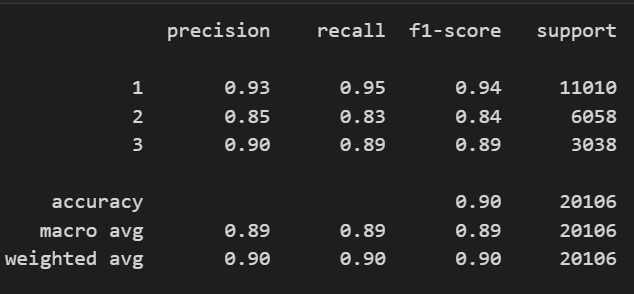 precision recall f1-score support
1 0.93 0.95 0.94 11010
2 0.85 0.83 0.84 6058
3 0.90 0.89 0.89 3038
accuracy 0.90 20106
macro avg 0.89 0.89 0.89 20106
weighted avg 0.90 0.90 0.90 20106